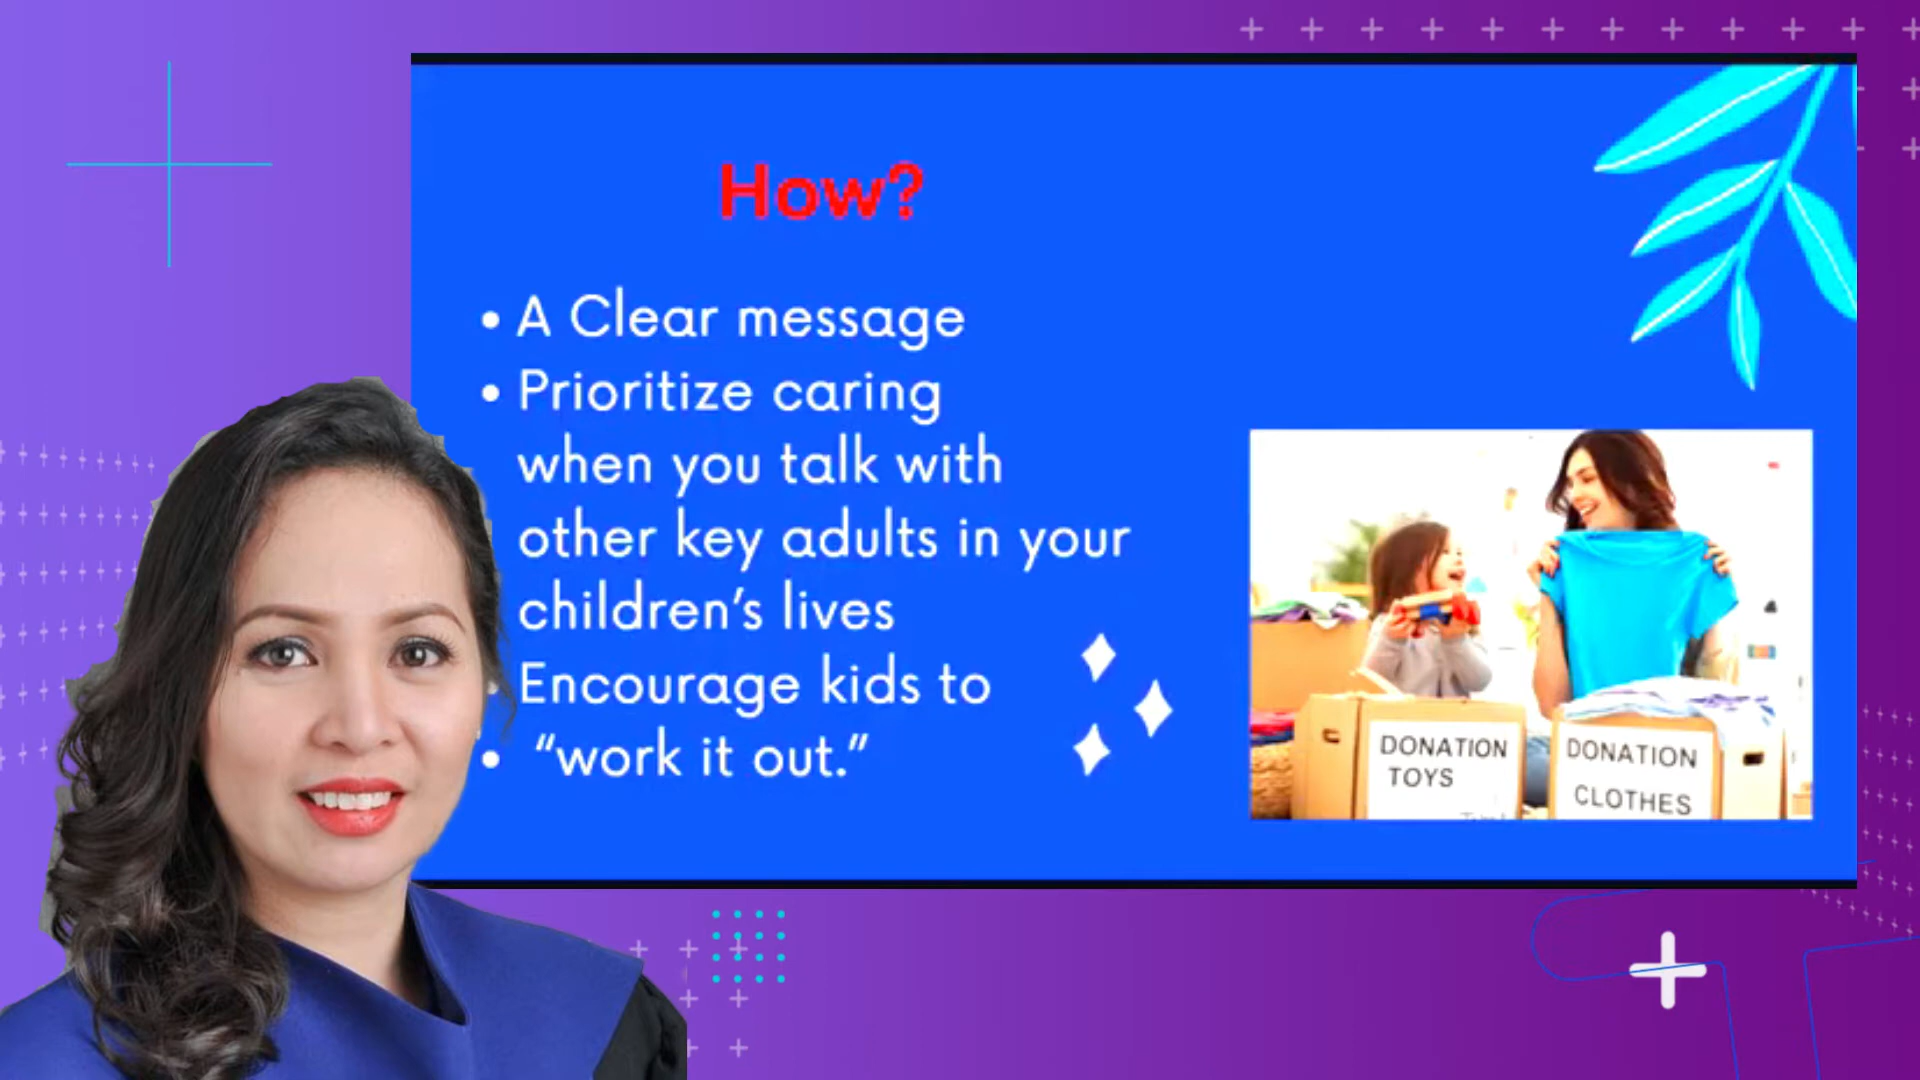 How?
• A Clear message
• Prioritize caring
when you talk with
other key adults in your
children’s lives
• Encourage kids to
• “work it out.”
DONATION
TOYS
DONATION
CLOTHES